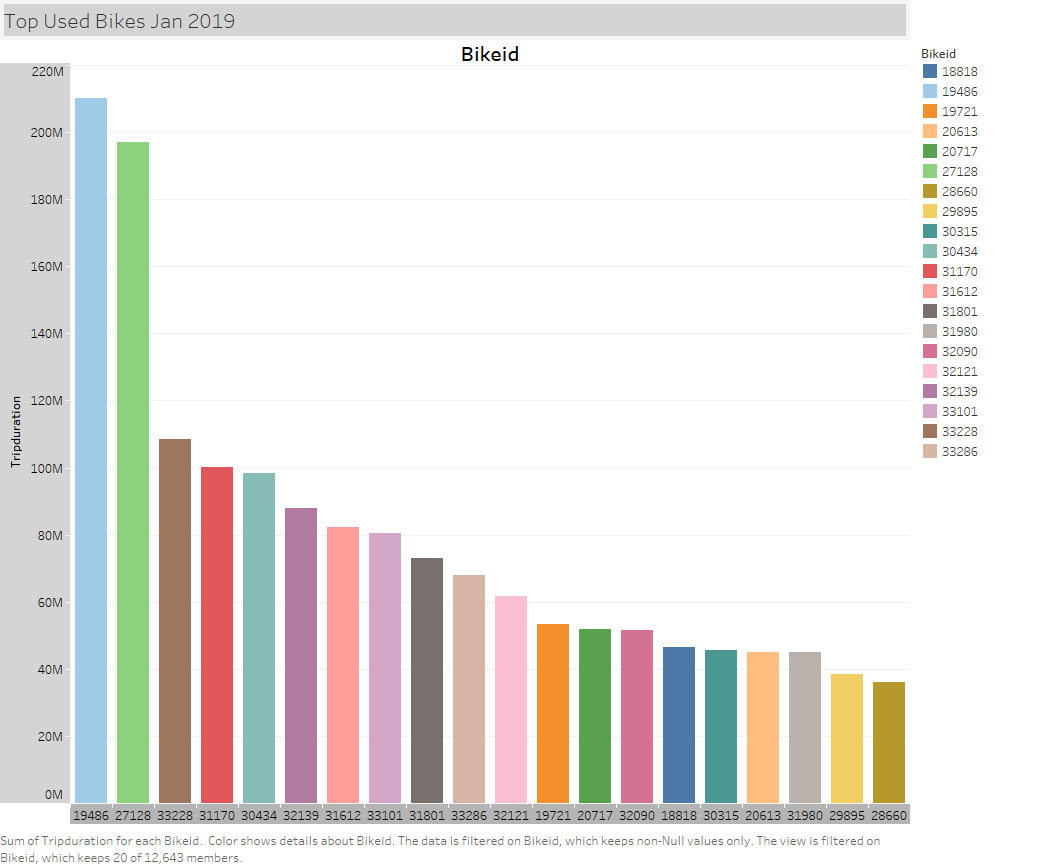 Top Used Bikes Jan 2019
Bikeid
220M
200M
180M
160M
140M
120M
100M
80M
60M
40M
20M
0M
Tripduration
19486 27128 33228 31170 30434 32139 31612 33101 31801 33286 32121 19721 20717 32090 18818 30315 20613 31980 29895 28660
Bikeid
18818
19486
19721
20613
20717
27128
28660
29895
30315
30434
31170
31612
31801
31980
32090
32121
32139
33101
33228
33286
Sum of Tripduration for each Bikeid.  Color shows details about Bikeid. The data is filtered on Bikeid, which keeps non-Null values only. The view is filtered on
Bikeid, which keeps 20 of 12,643 members.